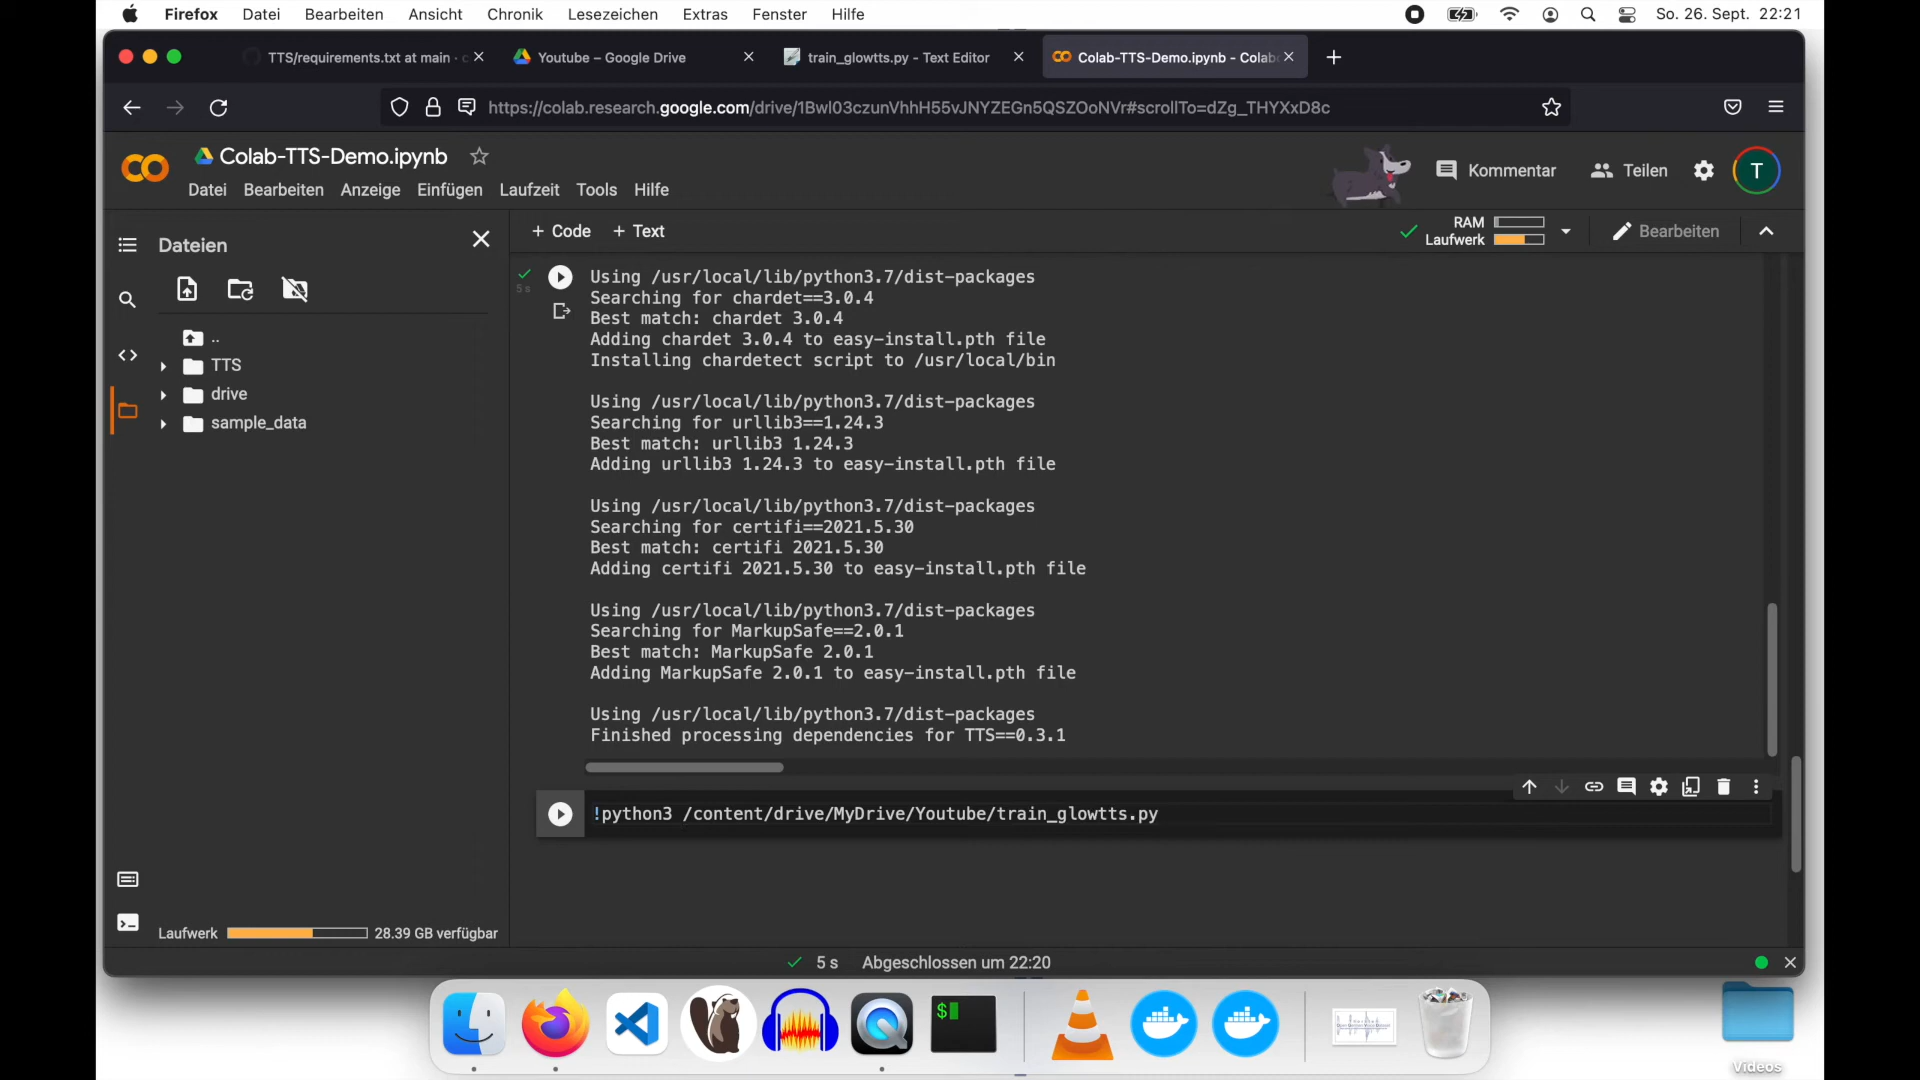 Firefox Datei Bearbeiten Ansicht Chronik Lesezeichen Extras Fenster Hilfe So. 26. Sept. 22:21
TTS/requirements.txt at main · Youtube – Google Drive train_glowtts.py - Text Editor Colab-TTS-Demo.ipynb - Colab
https://colab.research.google.com/drive/1Bwl03czunVhhH55vJNYZEGn5QSZOoNVr#scrollTo=dZg_THYXxD8c
Colab-TTS-Demo.ipynb
Kommentar Teilen T
Datei Bearbeiten Anzeige Einfügen Laufzeit Tools Hilfe
Dateien
+ Code + Text
RAM
Laufwerk
Bearbeiten
..
TTS
drive
sample_data
5 s
Using /usr/local/lib/python3.7/dist-packages
Searching for chardet==3.0.4
Best match: chardet 3.0.4
Adding chardet 3.0.4 to easy-install.pth file
Installing chardetect script to /usr/local/bin
Using /usr/local/lib/python3.7/dist-packages
Searching for urllib3==1.24.3
Best match: urllib3 1.24.3
Adding urllib3 1.24.3 to easy-install.pth file
Using /usr/local/lib/python3.7/dist-packages
Searching for certifi==2021.5.30
Best match: certifi 2021.5.30
Adding certifi 2021.5.30 to easy-install.pth file
Using /usr/local/lib/python3.7/dist-packages
Searching for MarkupSafe==2.0.1
Best match: MarkupSafe 2.0.1
Adding MarkupSafe 2.0.1 to easy-install.pth file
Using /usr/local/lib/python3.7/dist-packages
Finished processing dependencies for TTS==0.3.1
!python3 /content/drive/MyDrive/Youtube/train_glowtts.py
Laufwerk 28.39 GB verfügbar
5 s Abgeschlossen um 22:20
$
Videos